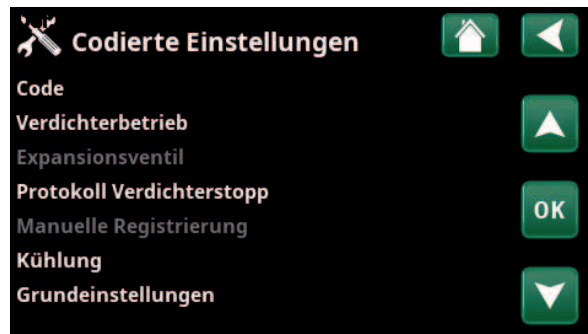 Codierte Einstellungen
Code
Verdichterbetrieb
Expansionsventil
Protokoll Verdichterstopp
OK
Manuelle Registrierung
Kühlung
Grundeinstellungen